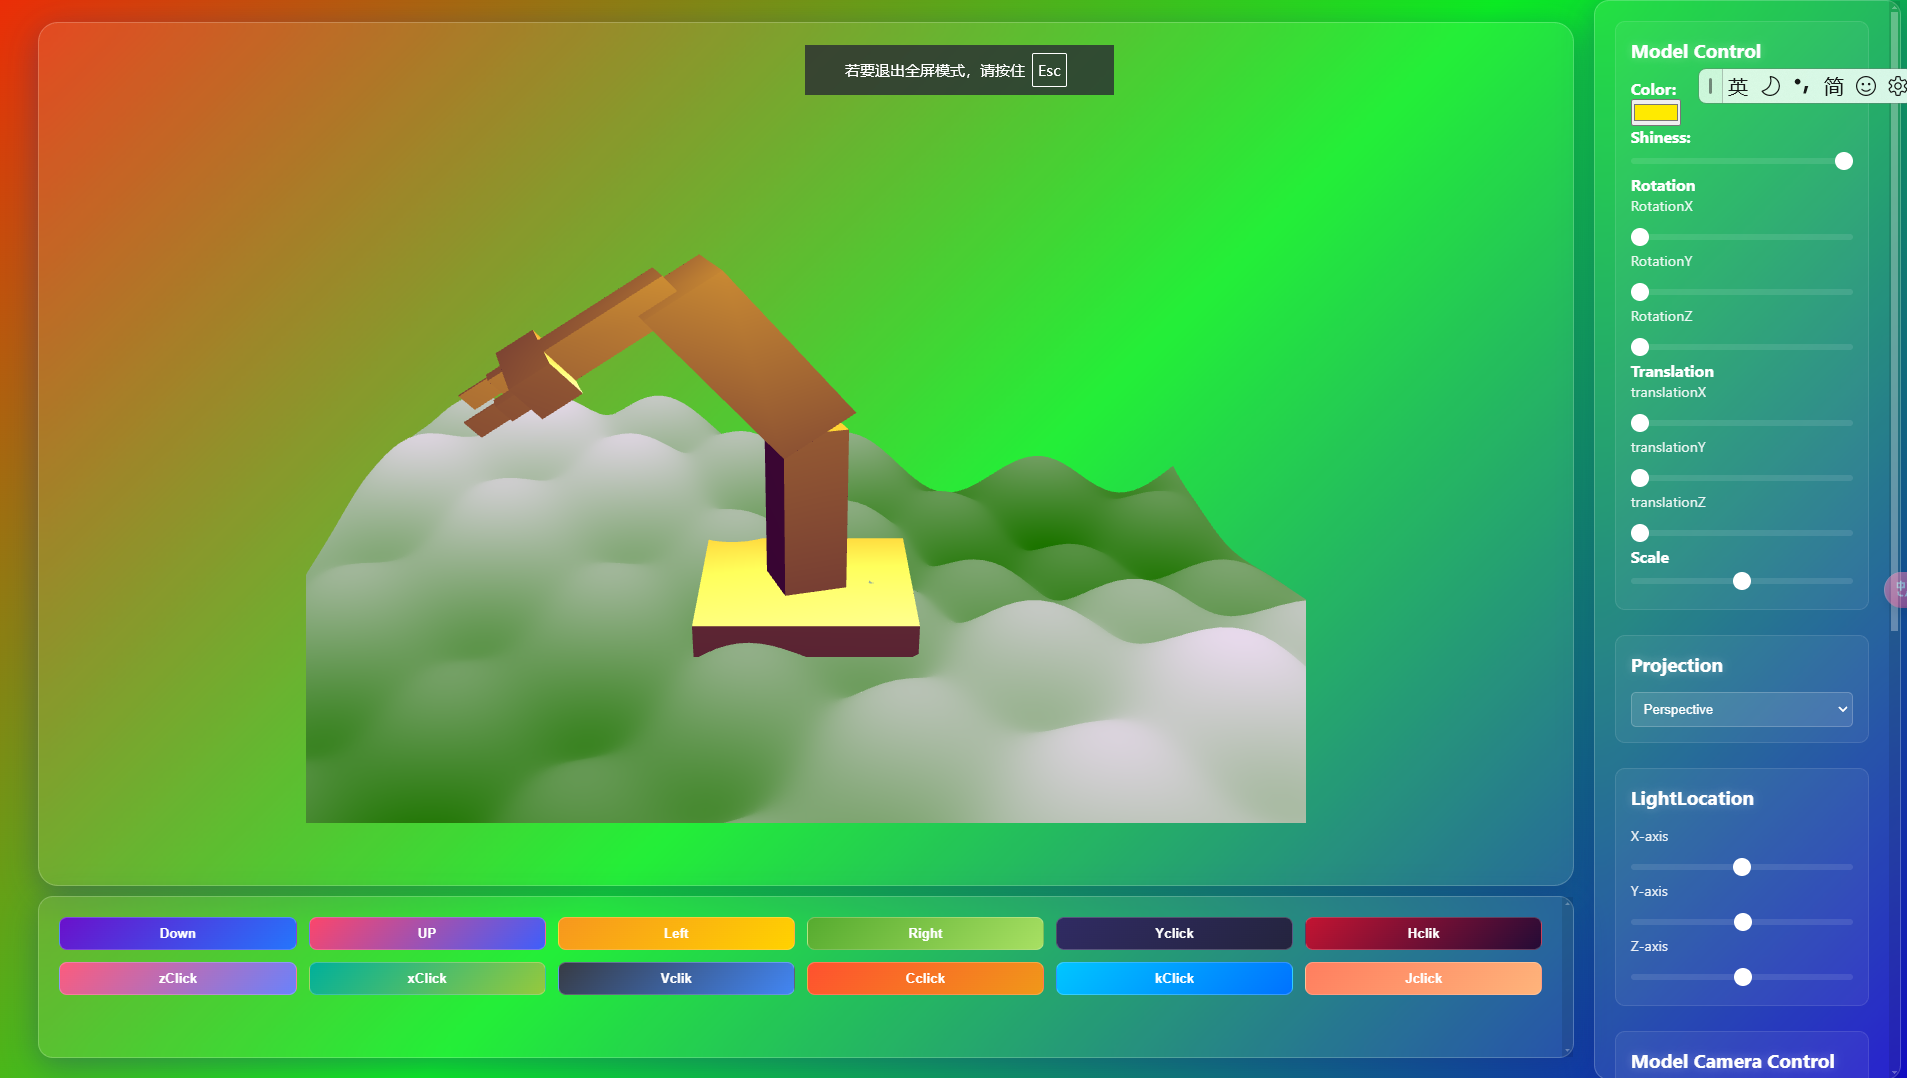 若要退出全屏模式，请按住 Esc
Model Control
Color:
英 简
Shiness:
Rotation
RotationX
RotationY
RotationZ
Translation
translationX
translationY
translationZ
Scale
Projection
Perspective
LightLocation
X-axis
Y-axis
Z-axis
Model Camera Control
Down UP Left Right Yclick Hclik
zClick xClick Vclik Cclick kClick Jclick